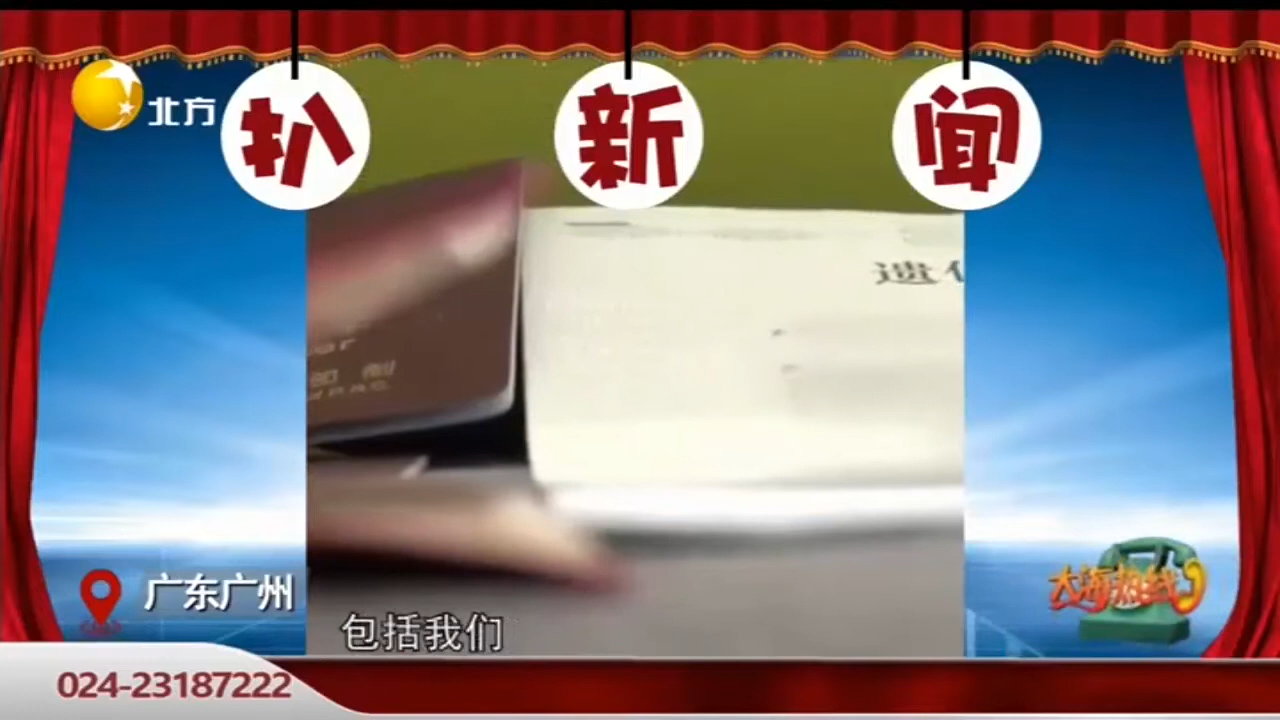 北方
扒新闻
遗
广东广州
大海热线
包括我们
024-23187222